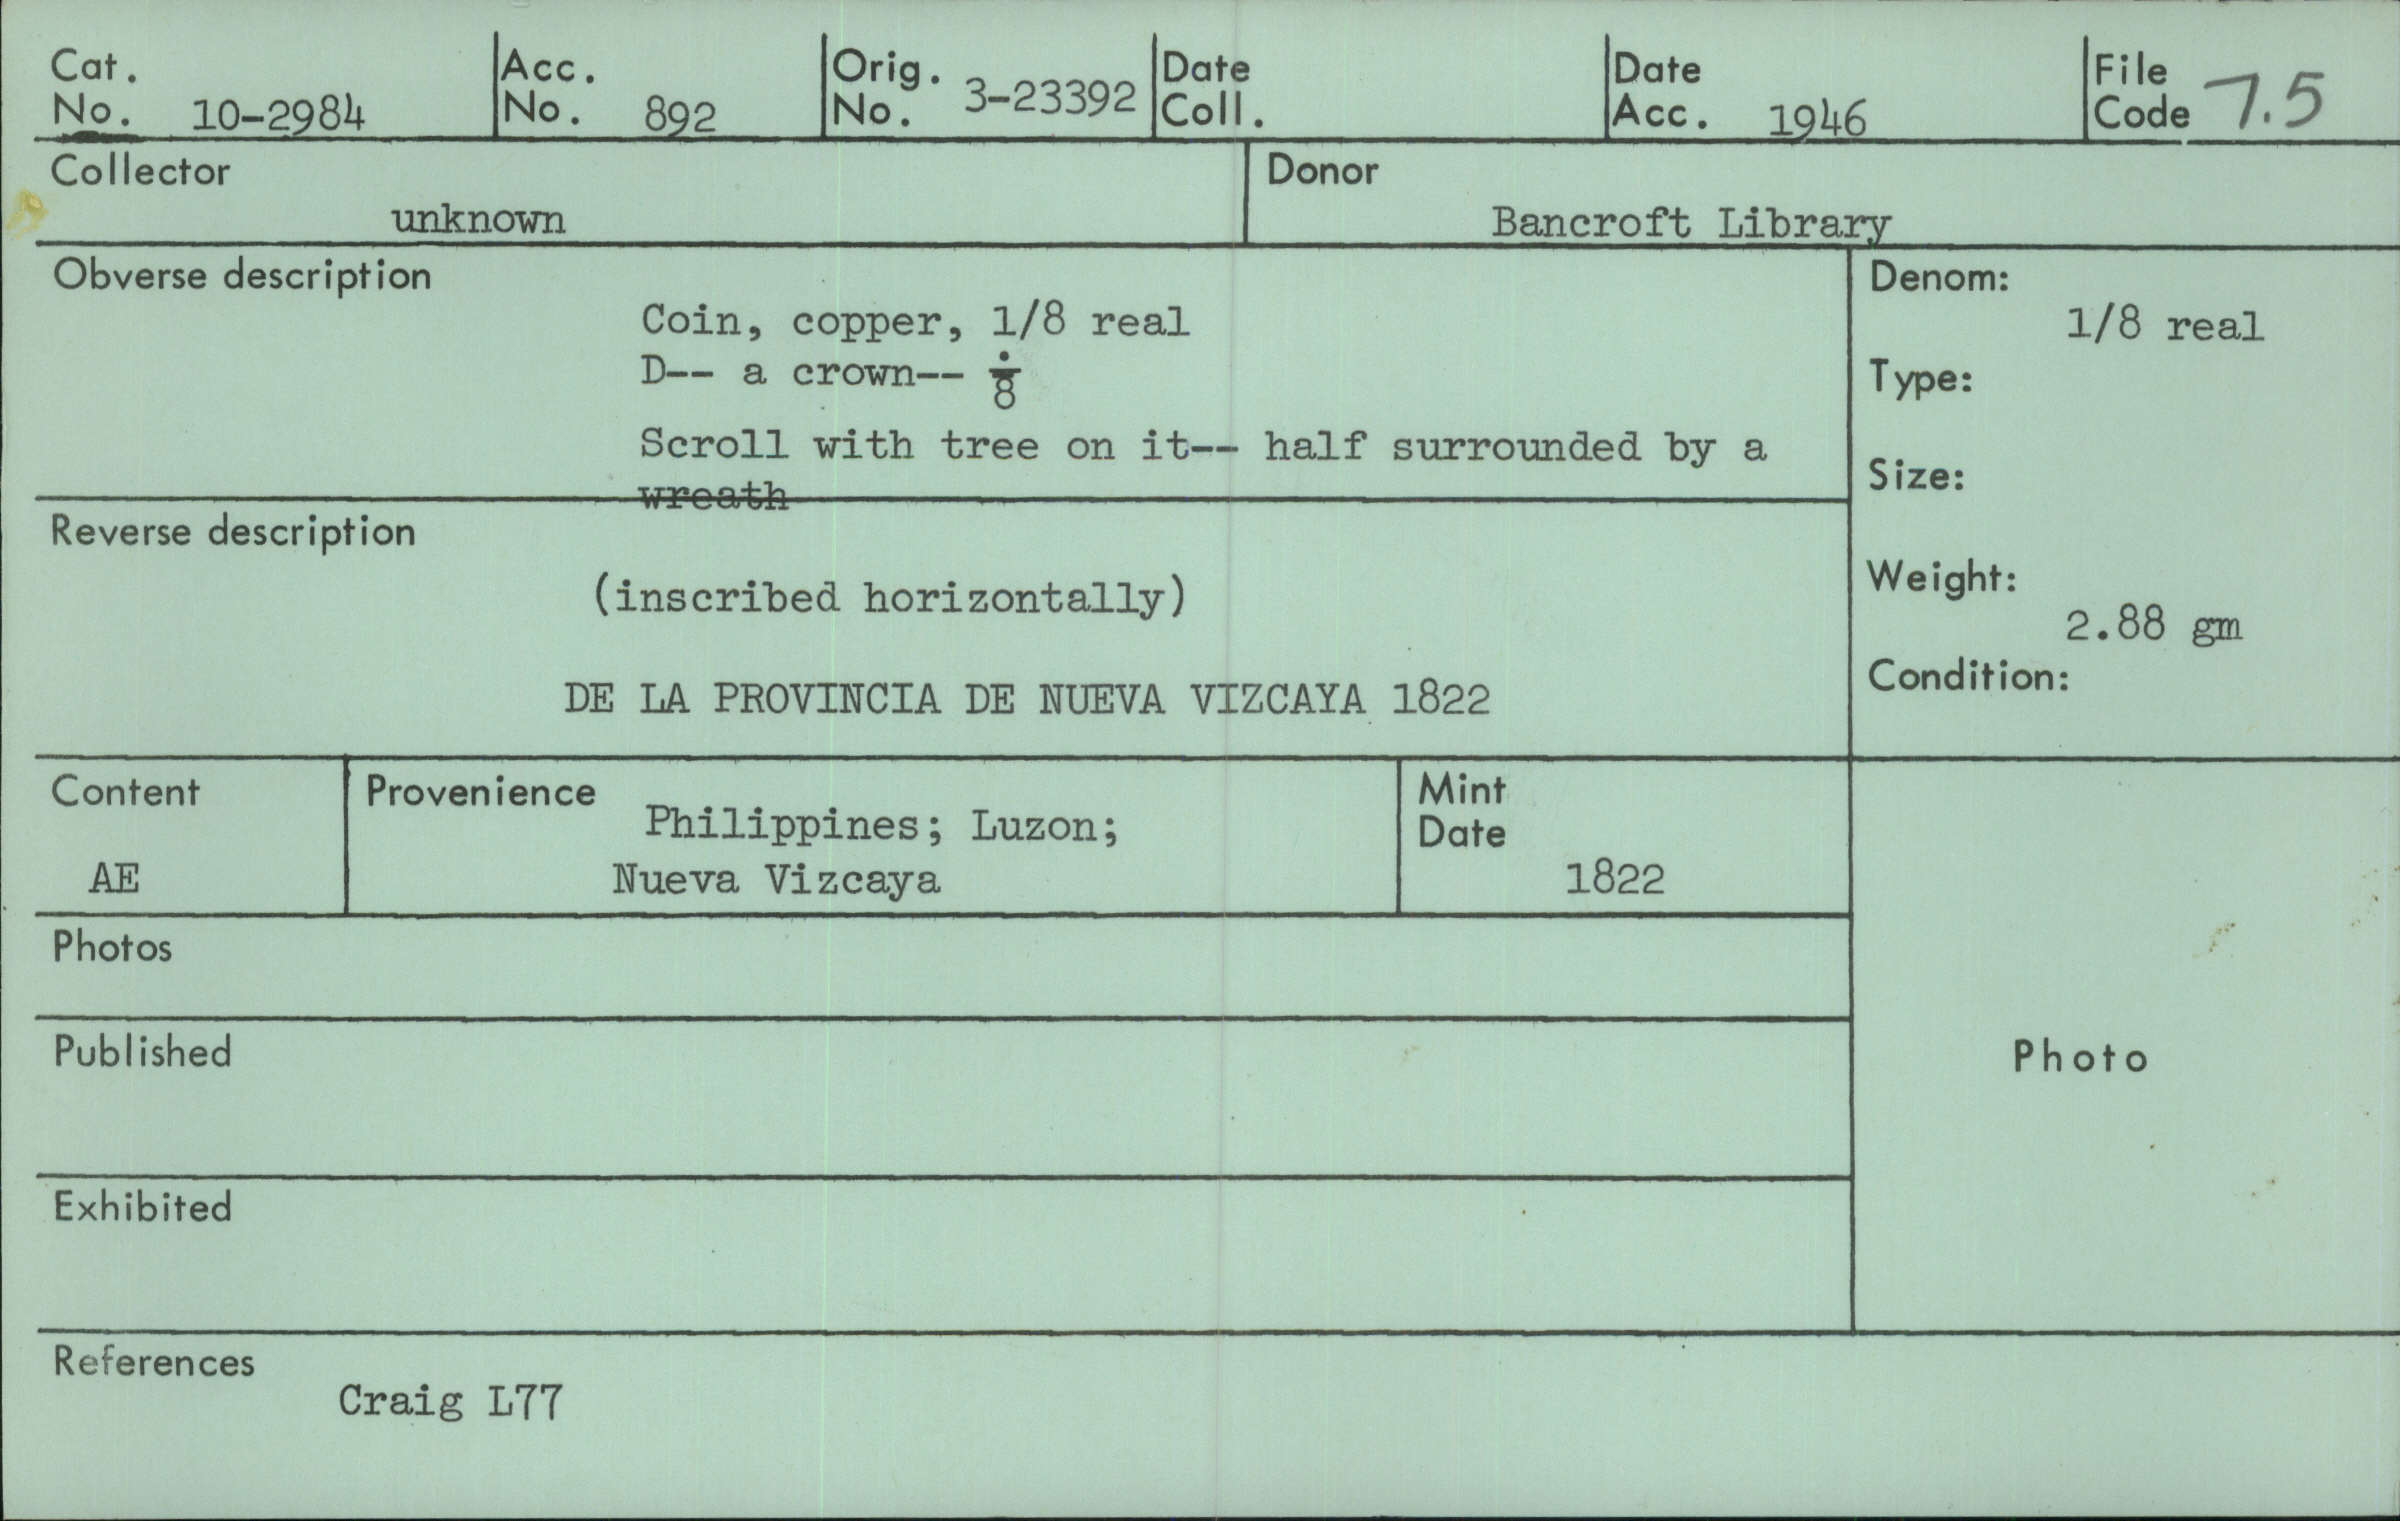 Cat. No. 10-2984 Acc. No. 892 Orig. No. 3-23392 Date Coll. Date Acc. 1946 File Code 7.5
Collector unknown Donor Bancroft Library
Obverse description
Coin, copper, 1/8 real
D-- a crown-- ÷8
Scroll with tree on it-- half surrounded by a
wreath
Denom:
1/8 real
Type:
Size:
Weight:
2.88 gm
Condition:
Reverse description
(inscribed horizontally)
DE LA PROVINCIA DE NUEVA VIZCAYA 1822
Content
AE
Provenience
Philippines; Luzon;
Nueva Vizcaya
Mint
Date
1822
Photos
Published
Photo
Exhibited
References
Craig L77